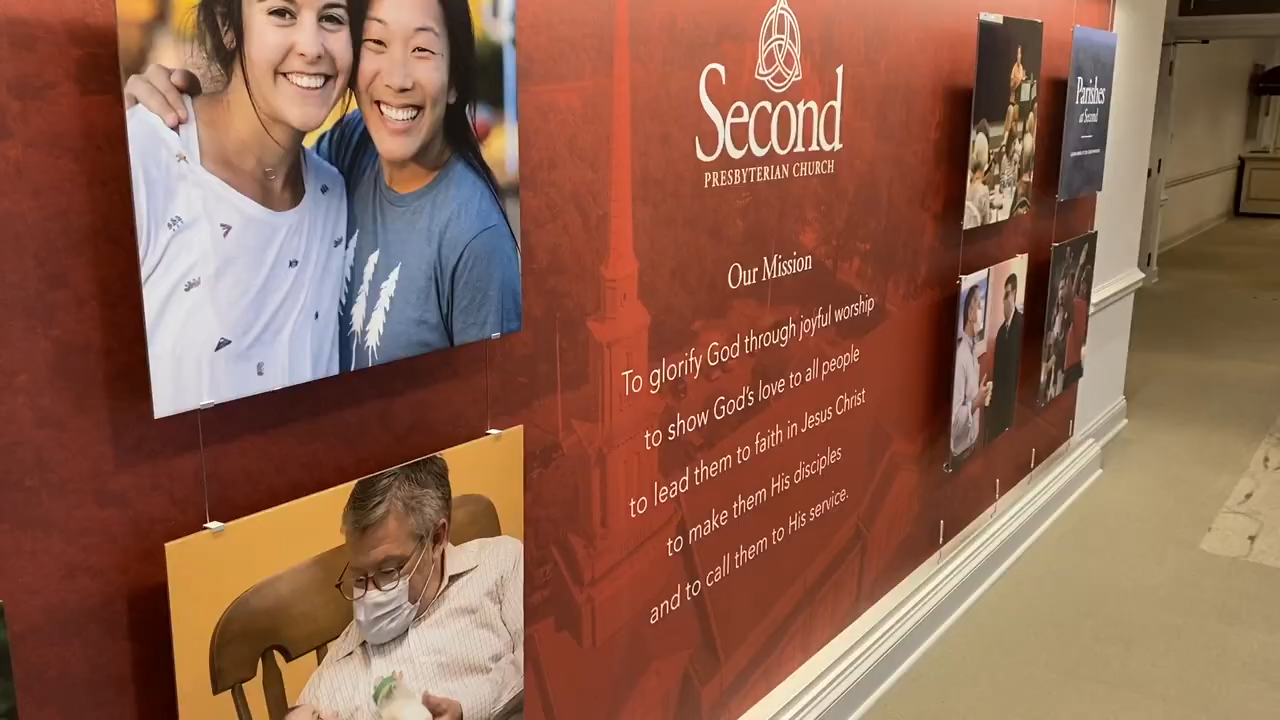 Second
PRESBYTERIAN CHURCH
Our Mission
To glorify God through joyful worship
to show God's love to all people
to lead them to faith in Jesus Christ
to make them His disciples
and to call them to His service.
Parishes
at Second